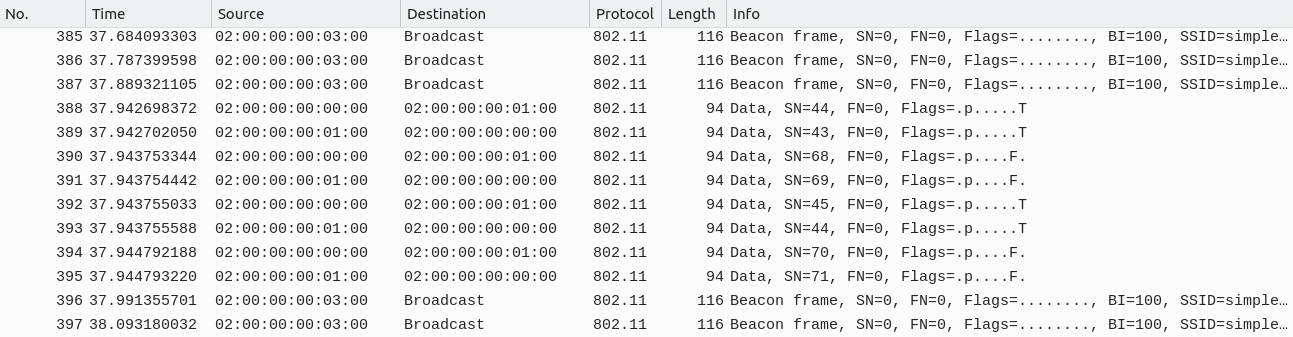 No. Time Source Destination Protocol Length Info
385 37.684093303 02:00:00:00:03:00 Broadcast 802.11 116 Beacon frame, SN=0, FN=0, Flags=........, BI=100, SSID=simple…
386 37.787399598 02:00:00:00:03:00 Broadcast 802.11 116 Beacon frame, SN=0, FN=0, Flags=........, BI=100, SSID=simple…
387 37.889321105 02:00:00:00:03:00 Broadcast 802.11 116 Beacon frame, SN=0, FN=0, Flags=........, BI=100, SSID=simple…
388 37.942698372 02:00:00:00:00:00 02:00:00:00:01:00 802.11 94 Data, SN=44, FN=0, Flags=.p.....T
389 37.942702050 02:00:00:00:01:00 02:00:00:00:00:00 802.11 94 Data, SN=43, FN=0, Flags=.p.....T
390 37.943753344 02:00:00:00:00:00 02:00:00:00:01:00 802.11 94 Data, SN=68, FN=0, Flags=.p....F.
391 37.943754442 02:00:00:00:01:00 02:00:00:00:00:00 802.11 94 Data, SN=69, FN=0, Flags=.p....F.
392 37.943755033 02:00:00:00:00:00 02:00:00:00:01:00 802.11 94 Data, SN=45, FN=0, Flags=.p.....T
393 37.943755588 02:00:00:00:01:00 02:00:00:00:00:00 802.11 94 Data, SN=44, FN=0, Flags=.p.....T
394 37.944792188 02:00:00:00:00:00 02:00:00:00:01:00 802.11 94 Data, SN=70, FN=0, Flags=.p....F.
395 37.944793220 02:00:00:00:01:00 02:00:00:00:00:00 802.11 94 Data, SN=71, FN=0, Flags=.p....F.
396 37.991355701 02:00:00:00:03:00 Broadcast 802.11 116 Beacon frame, SN=0, FN=0, Flags=........, BI=100, SSID=simple…
397 38.093180032 02:00:00:00:03:00 Broadcast 802.11 116 Beacon frame, SN=0, FN=0, Flags=........, BI=100, SSID=simple…